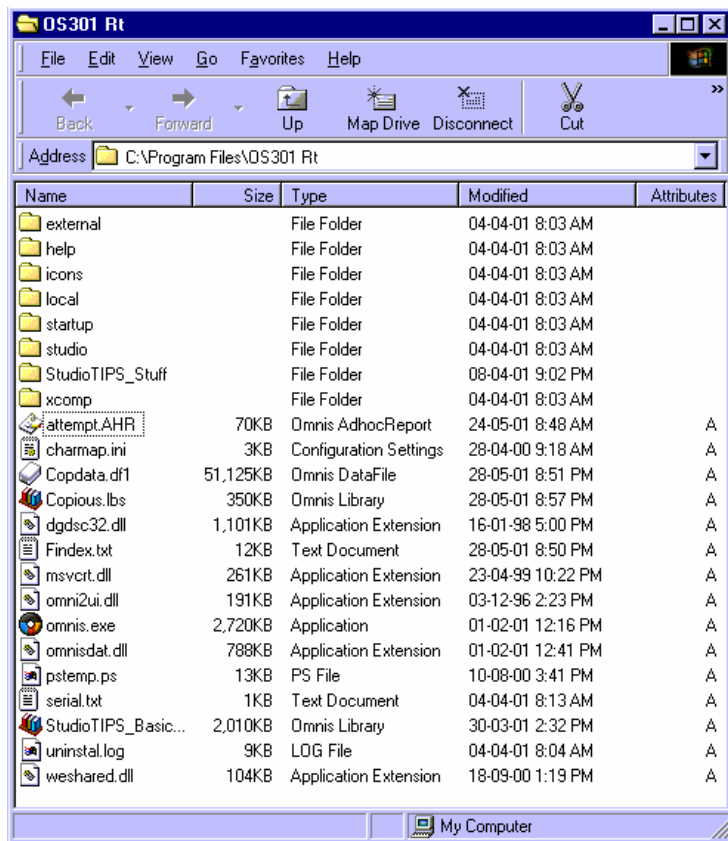 OS301 Rt
File Edit View Go Favorites Help
Back Forward Up Map Drive Disconnect Cut »
Address C:\Program Files\OS301 Rt
Name Size Type Modified Attributes
external File Folder 04-04-01 8:03 AM
help File Folder 04-04-01 8:03 AM
icons File Folder 04-04-01 8:03 AM
local File Folder 04-04-01 8:03 AM
startup File Folder 04-04-01 8:03 AM
studio File Folder 04-04-01 8:03 AM
StudioTIPS_Stuff File Folder 08-04-01 9:02 PM
xcomp File Folder 04-04-01 8:03 AM
attempt.AHR 70KB Omnis AdhocReport 24-05-01 8:48 AM A
charmap.ini 3KB Configuration Settings 28-04-00 9:18 AM A
Copdata.df1 51,125KB Omnis DataFile 28-05-01 8:51 PM A
Copious.lbs 350KB Omnis Library 28-05-01 8:57 PM A
dgdsc32.dll 1,101KB Application Extension 16-01-98 5:00 PM A
Findex.txt 12KB Text Document 28-05-01 8:50 PM A
msvcrt.dll 261KB Application Extension 23-04-99 10:22 PM A
omni2ui.dll 191KB Application Extension 03-12-96 2:23 PM A
omnis.exe 2,720KB Application 01-02-01 12:16 PM A
omnisdat.dll 788KB Application Extension 01-02-01 12:41 PM A
pstemp.ps 13KB PS File 10-08-00 3:41 PM A
serial.txt 1KB Text Document 04-04-01 8:13 AM A
StudioTIPS_Basic... 2,010KB Omnis Library 30-03-01 2:32 PM A
uninstal.log 9KB LOG File 04-04-01 8:04 AM A
weshared.dll 104KB Application Extension 18-09-00 1:19 PM A
My Computer